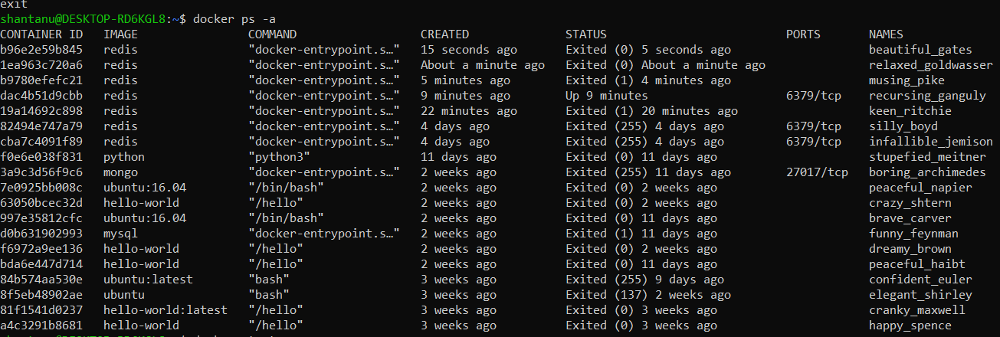 exit
shantanu@DESKTOP-RD6KGL8:~$ docker ps -a
CONTAINER ID   IMAGE                COMMAND                  CREATED              STATUS                          PORTS       NAMES
b96e2e59b845   redis                "docker-entrypoint.s…"   15 seconds ago       Exited (0) 5 seconds ago                    beautiful_gates
1ea963c720a6   redis                "docker-entrypoint.s…"   About a minute ago   Exited (0) About a minute ago               relaxed_goldwasser
b9780efefc21   redis                "docker-entrypoint.s…"   5 minutes ago        Exited (1) 4 minutes ago                    musing_pike
dac4b51d9cbb   redis                "docker-entrypoint.s…"   9 minutes ago        Up 9 minutes                    6379/tcp    recursing_ganguly
19a14692c898   redis                "docker-entrypoint.s…"   22 minutes ago       Exited (1) 20 minutes ago                   keen_ritchie
82494e747a79   redis                "docker-entrypoint.s…"   4 days ago           Exited (255) 4 days ago         6379/tcp    silly_boyd
cba7c4091f89   redis                "docker-entrypoint.s…"   4 days ago           Exited (255) 4 days ago         6379/tcp    infallible_jemison
f0e6e038f831   python               "python3"                11 days ago          Exited (0) 11 days ago                      stupefied_meitner
3a9c3d56f9c6   mongo                "docker-entrypoint.s…"   2 weeks ago          Exited (255) 11 days ago        27017/tcp   boring_archimedes
7e0925bb008c   ubuntu:16.04         "/bin/bash"              2 weeks ago          Exited (0) 2 weeks ago                      peaceful_napier
63050bcec32d   hello-world          "/hello"                 2 weeks ago          Exited (0) 2 weeks ago                      crazy_shtern
997e35812cfc   ubuntu:16.04         "/bin/bash"              2 weeks ago          Exited (0) 11 days ago                      brave_carver
d0b631902993   mysql                "docker-entrypoint.s…"   2 weeks ago          Exited (1) 11 days ago                      funny_feynman
f6972a9ee136   hello-world          "/hello"                 2 weeks ago          Exited (0) 2 weeks ago                      dreamy_brown
bda6e447d714   hello-world          "/hello"                 2 weeks ago          Exited (0) 11 days ago                      peaceful_haibt
84b574aa530e   ubuntu:latest        "bash"                   3 weeks ago          Exited (255) 9 days ago                     confident_euler
8f5eb48902ae   ubuntu               "bash"                   3 weeks ago          Exited (137) 2 weeks ago                    elegant_shirley
81f1541d0237   hello-world:latest   "/hello"                 3 weeks ago          Exited (0) 3 weeks ago                      cranky_maxwell
a4c3291b8681   hello-world          "/hello"                 3 weeks ago          Exited (0) 3 weeks ago                      happy_spence